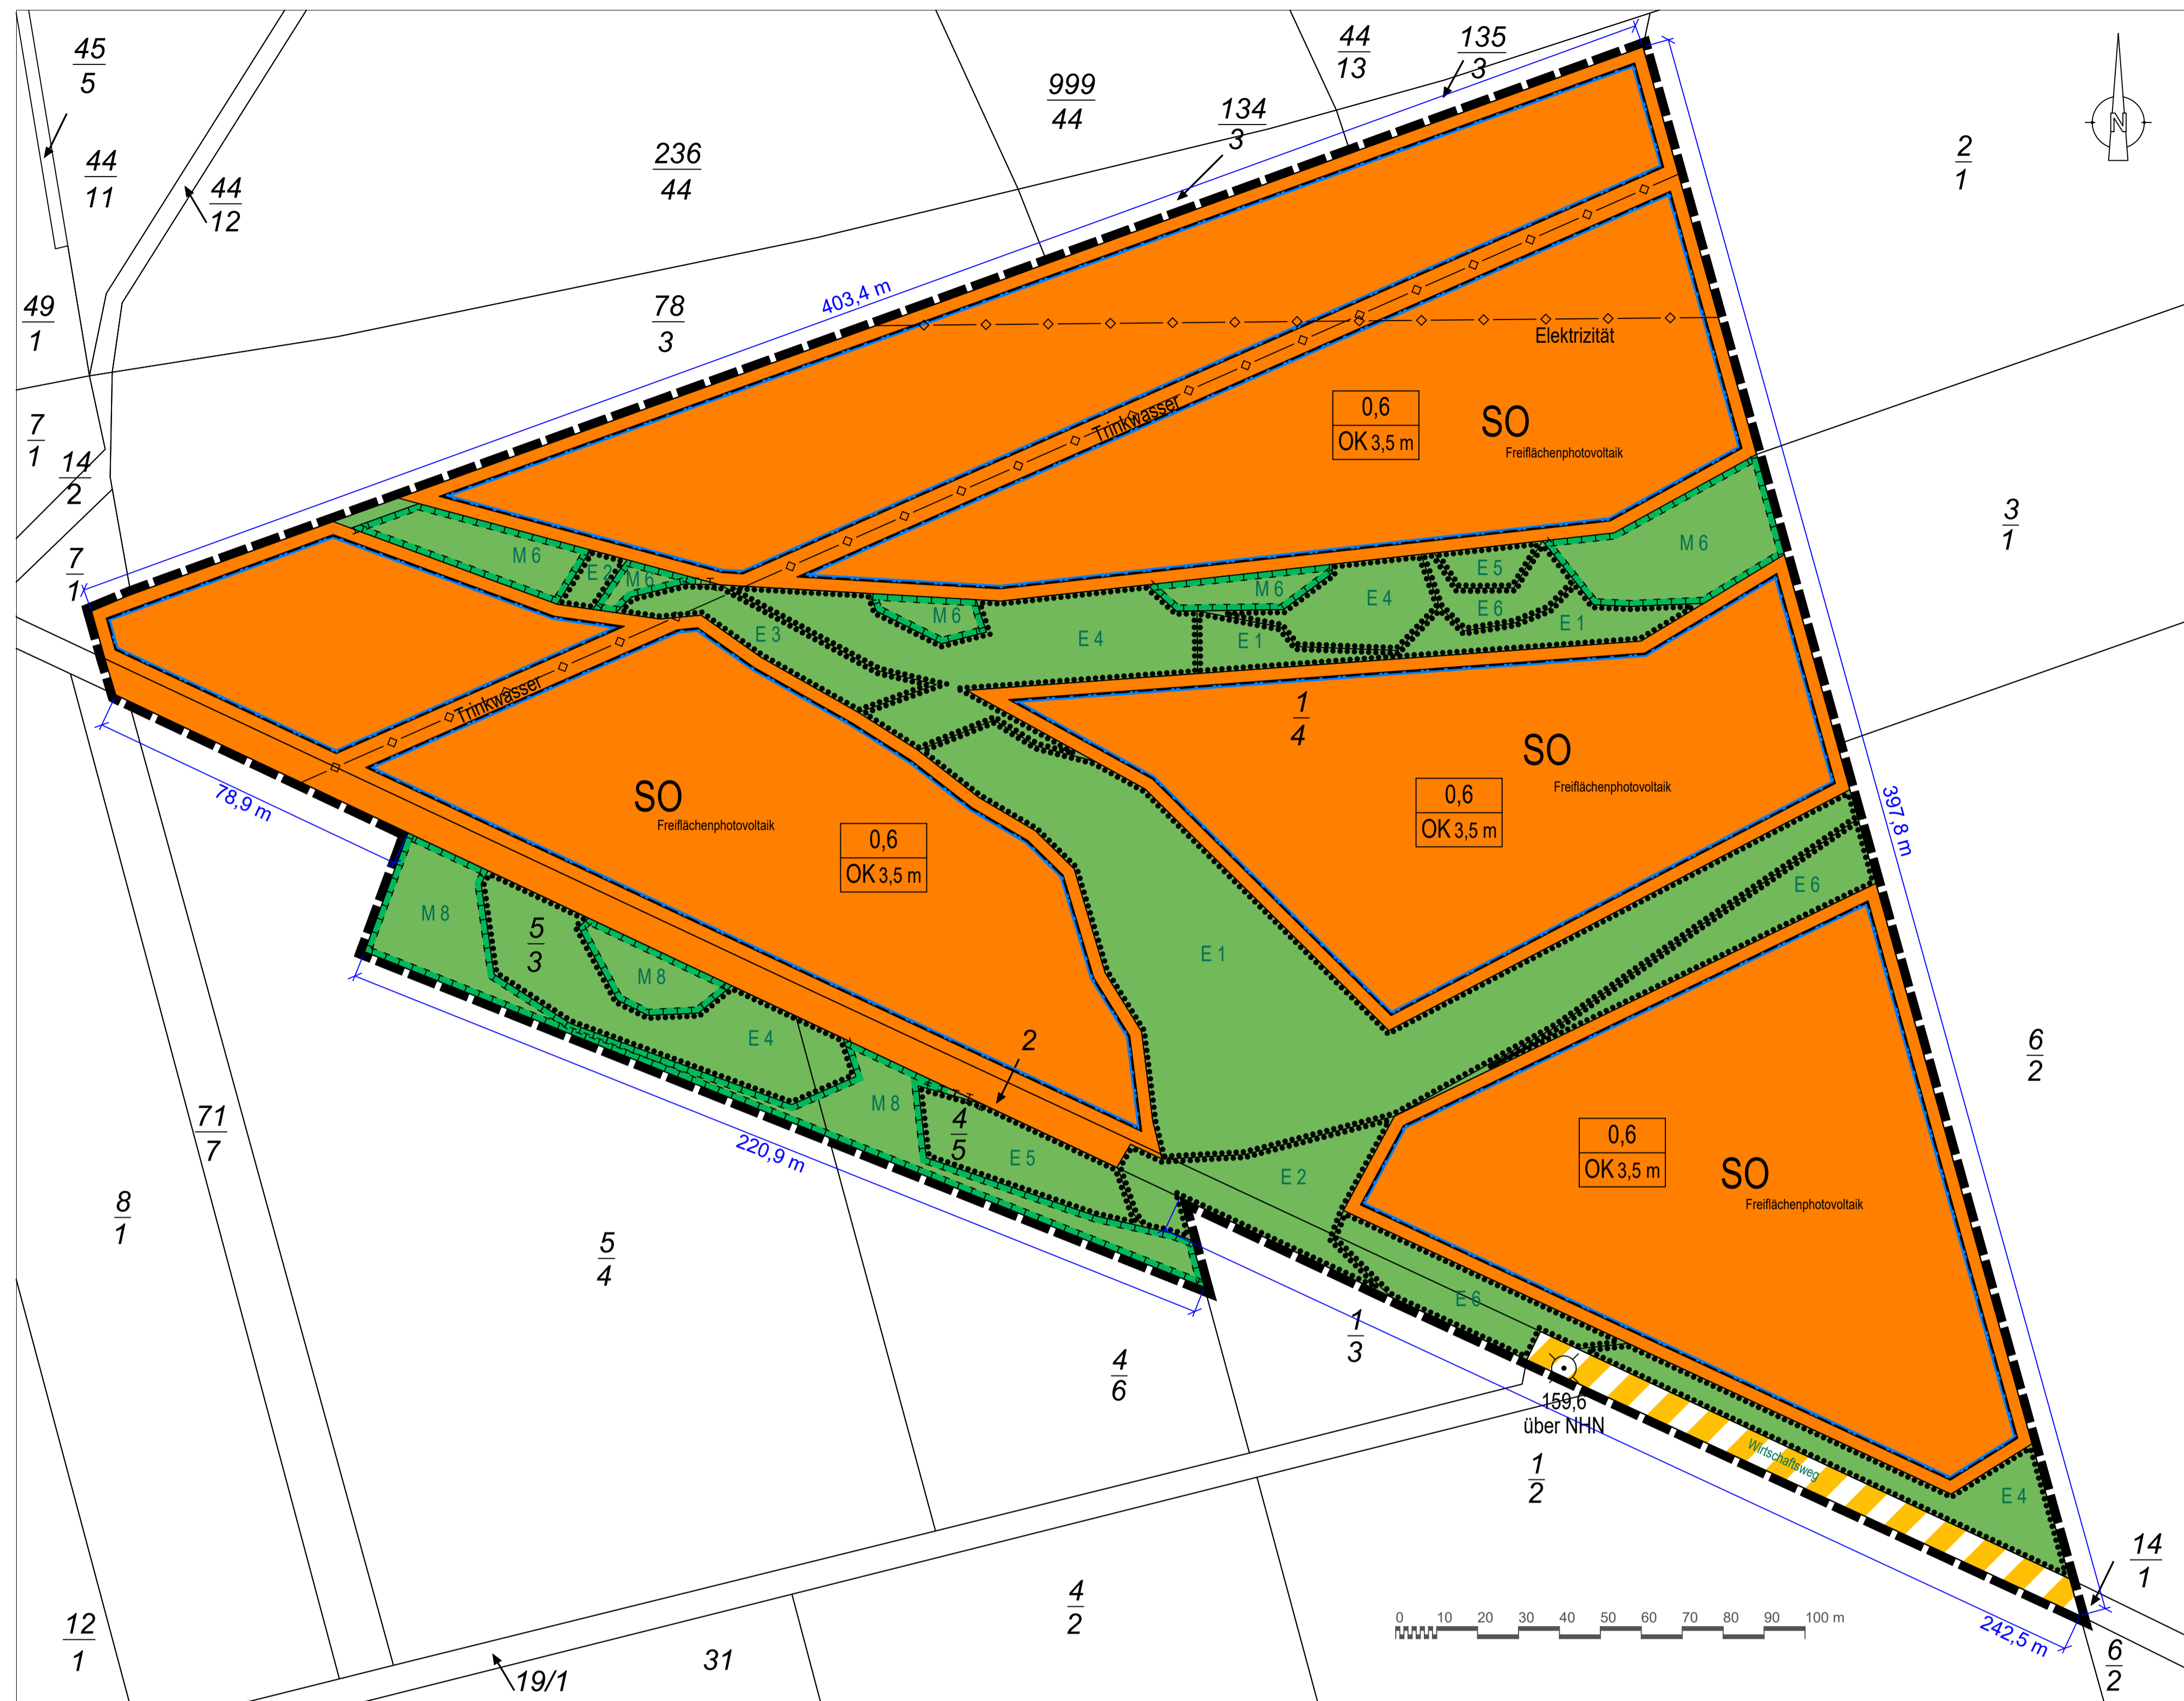 45
5
44
13
135
3
999
44
134
3
N
44
11
236
44
2
1
44
12
49
1
78
3
403,4 m
Elektrizität
7
1
0,6
OK 3,5 m
SO
Freiflächenphotovoltaik
Trinkwasser
14
2
3
1
M 6
E 2
M 6
M 6
M 6
E 5
M 6
7
1
E 4
E 6
E 1
E 3
E 4
E 1
Trinkwasser
1
4
SO
Freiflächenphotovoltaik
0,6
OK 3,5 m
78,9 m
SO
Freiflächenphotovoltaik
0,6
OK 3,5 m
397,8 m
E 6
M 8
5
3
M 8
E 1
E 4
2
6
2
M 8
4
5
E 5
71
7
220,9 m
E 2
0,6
OK 3,5 m
SO
Freiflächenphotovoltaik
8
1
5
4
E 6
1
3
4
6
159,6
über NHN
Wirtschaftsweg
1
2
E 4
14
1
4
2
0 10 20 30 40 50 60 70 80 90 100 m
242,5 m
12
1
31
19/1
6
2